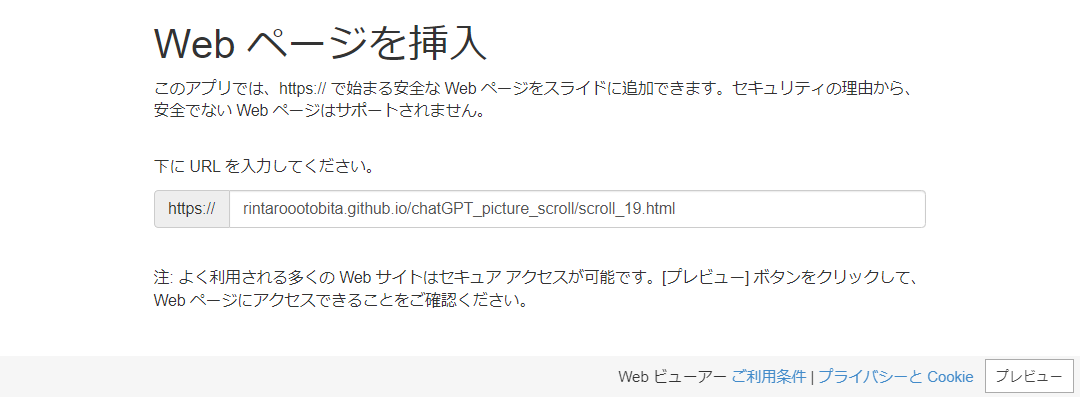 Web ページを挿入
このアプリでは、https:// で始まる安全な Web ページをスライドに追加できます。セキュリティの理由から、
安全でない Web ページはサポートされません。
下に URL を入力してください。
https:// rintaroootobita.github.io/chatGPT_picture_scroll/scroll_19.html
注: よく利用される多くの Web サイトはセキュア アクセスが可能です。[プレビュー] ボタンをクリックして、
Web ページにアクセスできることをご確認ください。
Web ビューアー ご利用条件 | プライバシーと Cookie プレビュー